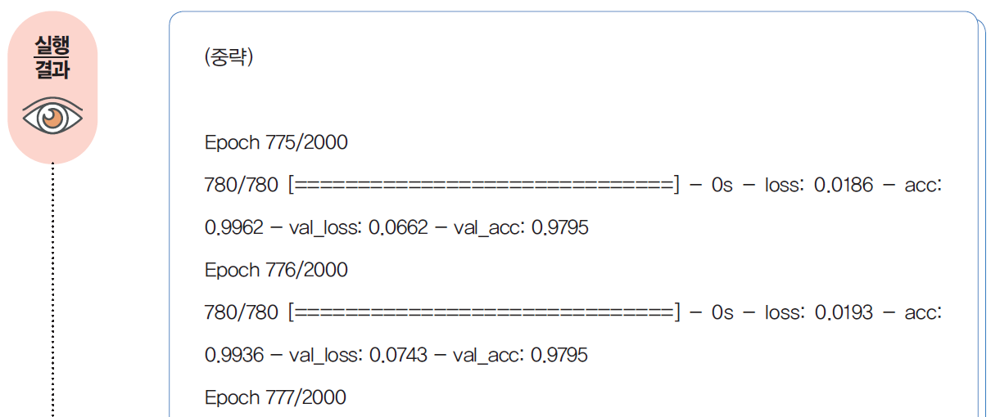 실행
결과
(중략)
Epoch 775/2000
780/780 [==============================] - 0s - loss: 0.0186 - acc:
0.9962 - val_loss: 0.0662 - val_acc: 0.9795
Epoch 776/2000
780/780 [==============================] - 0s - loss: 0.0193 - acc:
0.9936 - val_loss: 0.0743 - val_acc: 0.9795
Epoch 777/2000